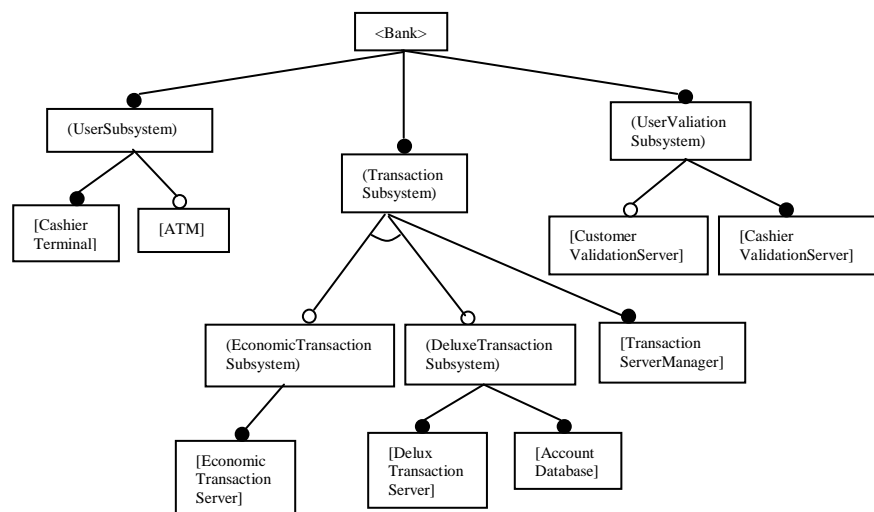 <Bank>
(UserSubsystem)
(UserValiation
Subsystem)
(Transaction
Subsystem)
[Cashier
Terminal]
[ATM]
[Customer
ValidationServer]
[Cashier
ValidationServer]
(EconomicTransaction
Subsystem)
(DeluxeTransaction
Subsystem)
[Transaction
ServerManager]
[Economic
Transaction
Server]
[Delux
Transaction
Server]
[Account
Database]